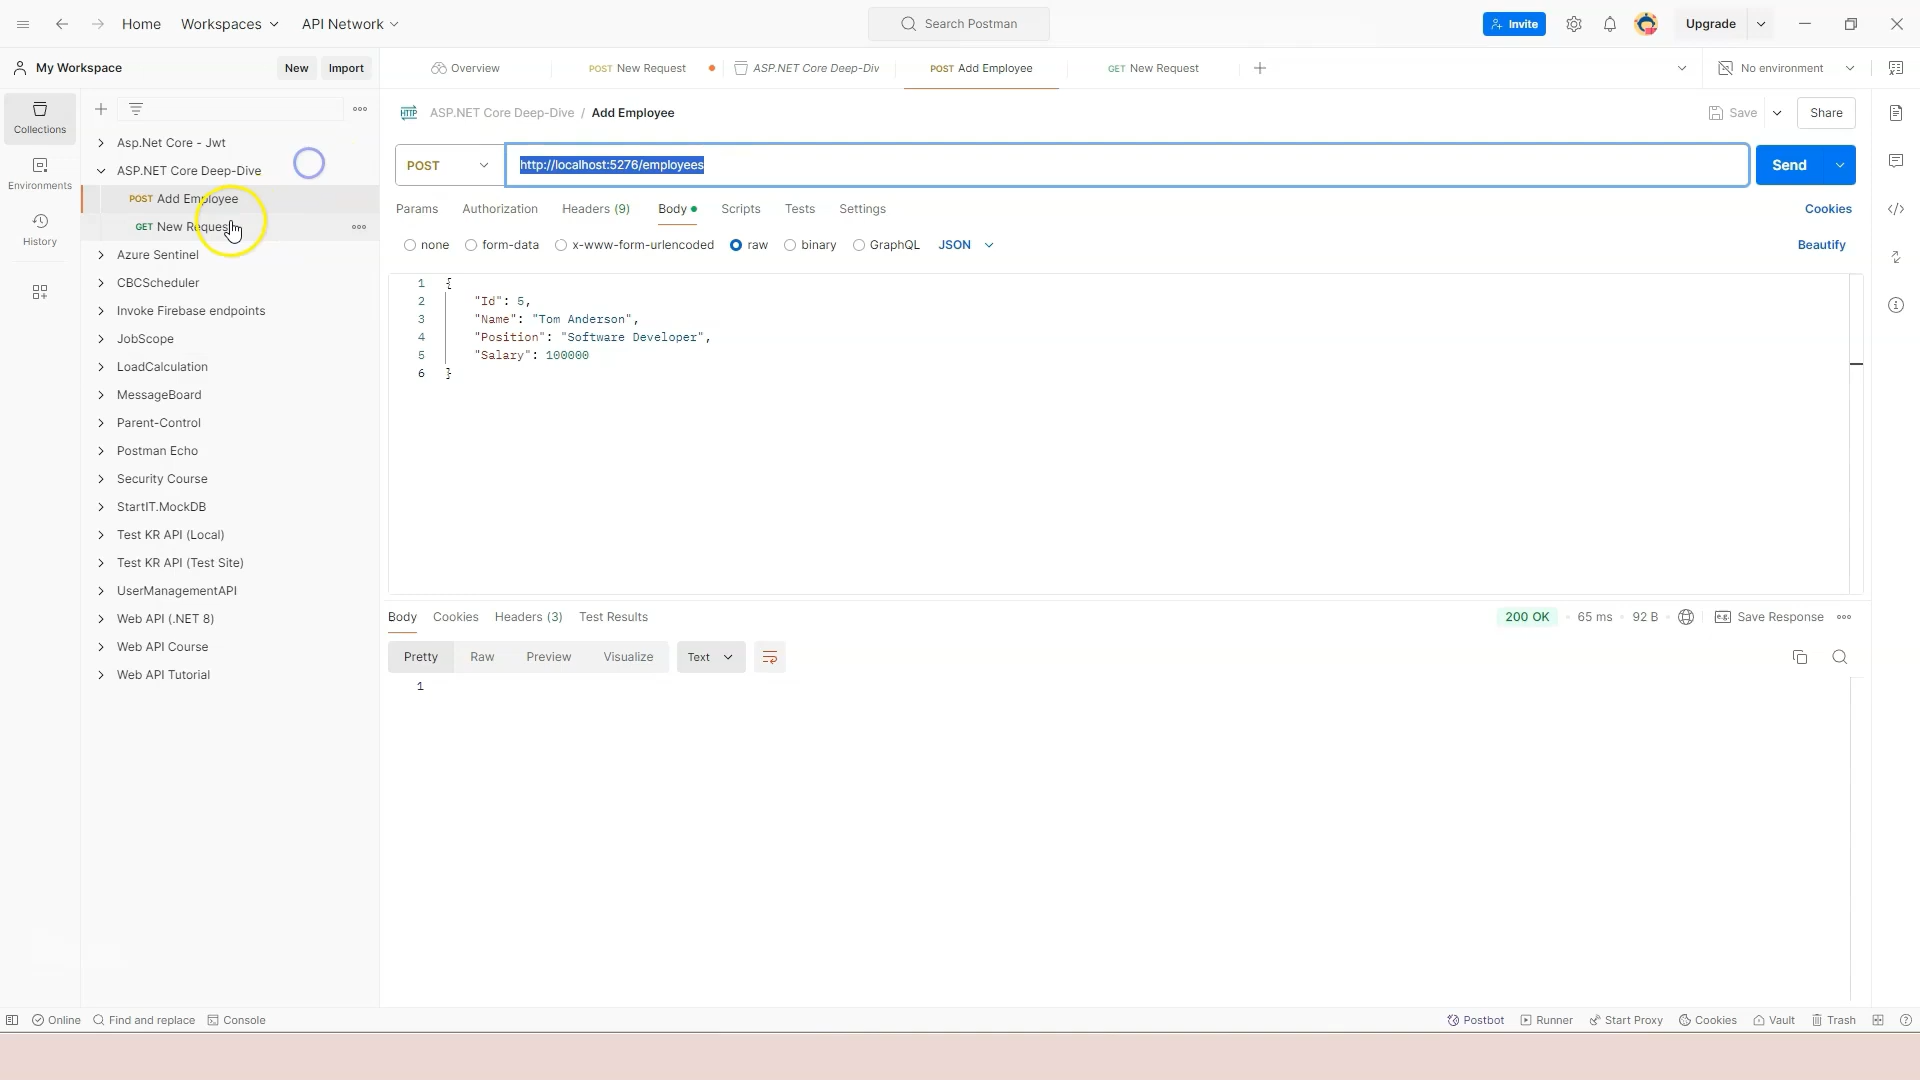 Home Workspaces API Network Search Postman Invite Upgrade
My Workspace New Import Overview POST New Request ASP.NET Core Deep-Div POST Add Employee GET New Request No environment
Collections
Environments
History
Asp.Net Core - Jwt
ASP.NET Core Deep-Dive
POST Add Employee
GET New Request
Azure Sentinel
CBCScheduler
Invoke Firebase endpoints
JobScope
LoadCalculation
MessageBoard
Parent-Control
Postman Echo
Security Course
StartIT.MockDB
Test KR API (Local)
Test KR API (Test Site)
UserManagementAPI
Web API (.NET 8)
Web API Course
Web API Tutorial
HTTP ASP.NET Core Deep-Dive / Add Employee Save Share
POST http://localhost:5276/employees Send
Params Authorization Headers (9) Body Scripts Tests Settings Cookies
none form-data x-www-form-urlencoded raw binary GraphQL JSON Beautify
1 {
2 "Id": 5,
3 "Name": "Tom Anderson",
4 "Position": "Software Developer",
5 "Salary": 100000
6 }
Body Cookies Headers (3) Test Results 200 OK 65 ms 92 B e.g. Save Response
Pretty Raw Preview Visualize Text
1
Online Find and replace Console Postbot Runner Start Proxy Cookies Vault Trash